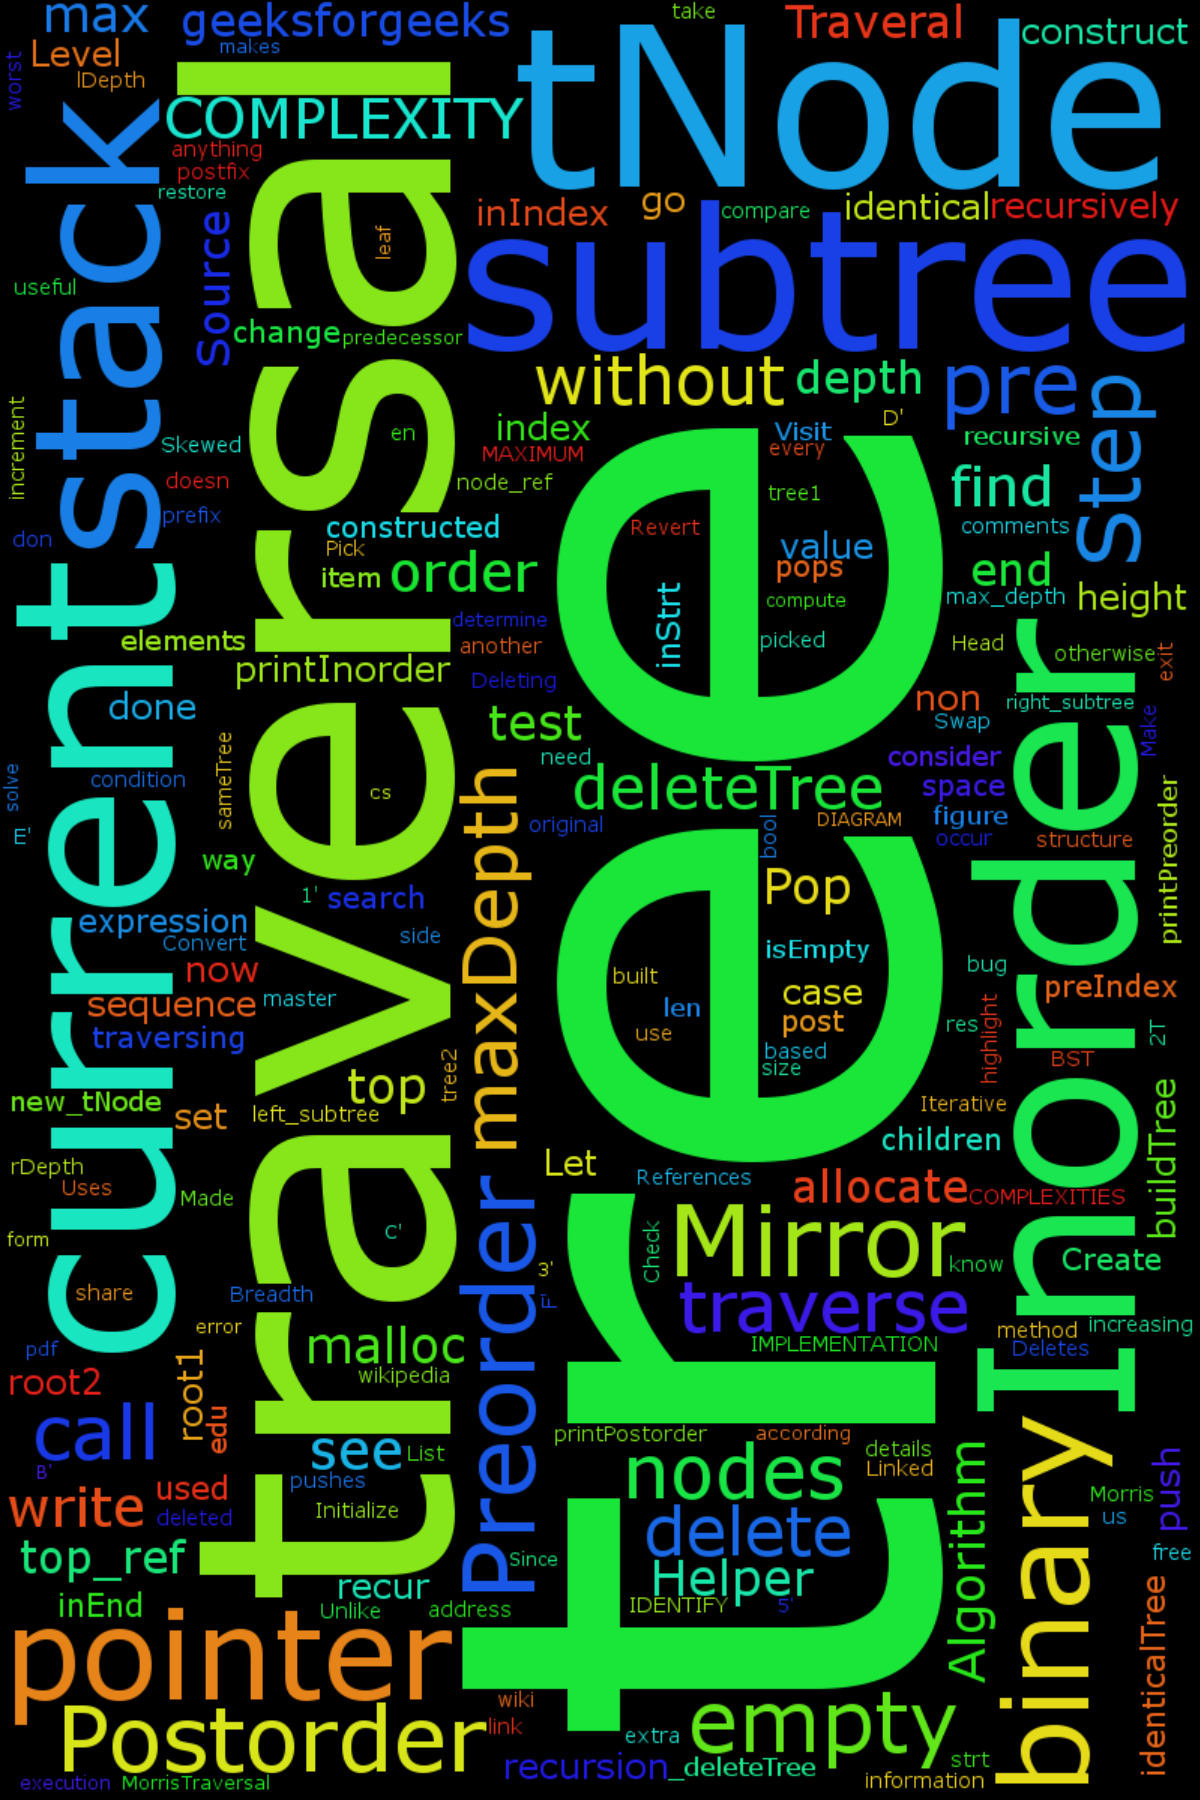 max
geeksforgeeks
take
Traveral
construct
tNode
makes
Level
lDepth
worst
COMPLEXITY
anything
postfix
restore
stack
traversal
Source
leaf
inIndex
go
compare
identical
recursively
subtree
useful
change
predecessor
without
depth
pre
Step
increment
Skewed
en
index
MAXIMUM
node_ref
D'
Visit
every
recursive
find
comments
doesn
prefix
don
constructed
Pick
item
order
Revert
tree1
value
pops
compute
picked
inStrt
end
max_depth
height
elements
printInorder
determine
another
Deleting
Head
otherwise
exit
tree
Inorder
current
done
condition
sameTree
solve
E'
cs
test
need
original
non
Swap
right_subtree
Make
consider
space
figure
occur
structure
printPreorder
deleteTree
DIAGRAM
bool
maxDepth
way
1'
search
side
expression
Convert
now
sequence
master
traversing
Pop
isEmpty
built
len
use
case
post
based
size
bug
res
highlight
preIndex
BST
2T
top
tree2
left_subtree
new_tNode
set
Iterative
children
buildTree
rDepth
Uses
Made
form
share
C'
Breadth
Let
References
allocate
COMPLEXITIES
Mirror
Check
know
Create
3'
F'
traverse
IMPLEMENTATION
method
increasing
Deletes
error
pdf
malloc
wikipedia
root2
root1
edu
call
B'
see
List
pushes
Initialize
Preorder
printPostorder
according
details
Linked
nodes
delete
Helper
IDENTIFY
5'
Algorithm
binary
Morris
us
push
free
identicalTree
write
used
deleted
top_ref
recur
Since
inEnd
Unlike
address
pointer
Postorder
wiki
link
extra
empty
recursion
_deleteTree
strt
information
execution
MorrisTraversal